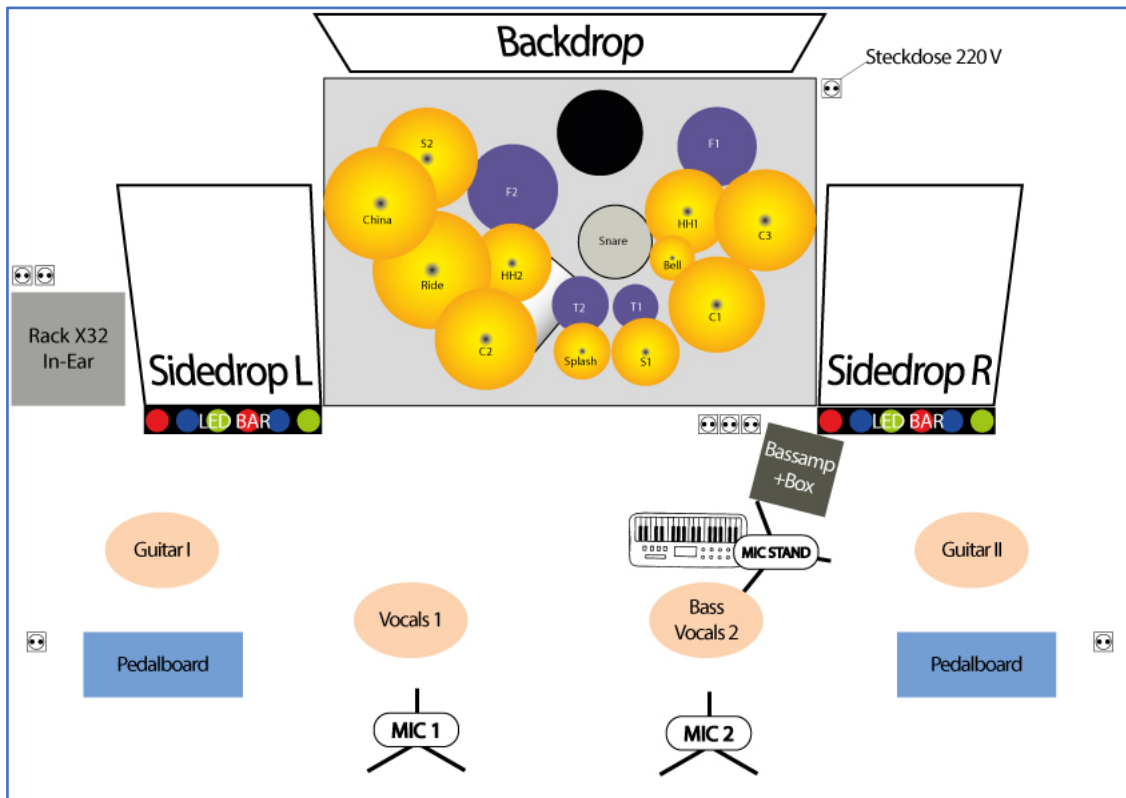 Backdrop
Steckdose 220 V
S2
F1
F2
China
HH1
C3
Snare
Bell
HH2
Ride
T2
T1
C1
C2
Splash
S1
Rack X32
In-Ear
Sidedrop L
Sidedrop R
LED BAR
LED BAR
Bassamp
+Box
Guitar I
MIC STAND
Guitar II
Vocals 1
Bass
Vocals 2
Pedalboard
Pedalboard
MIC 1
MIC 2